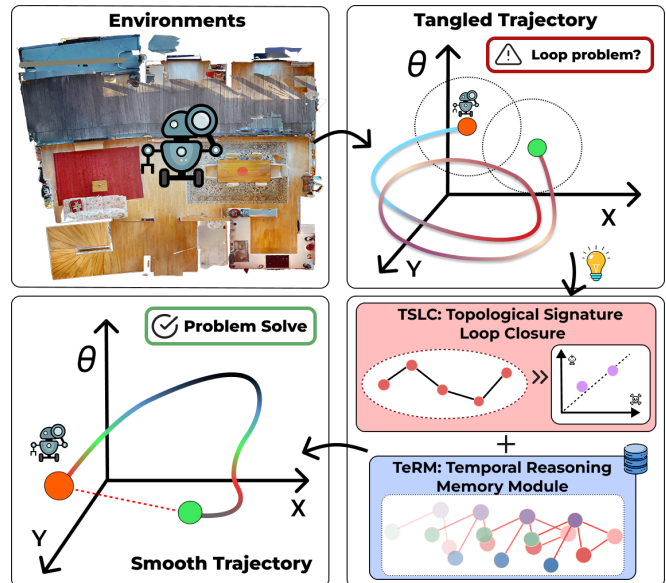 Environments
Tangled Trajectory
Loop problem?
θ
X
Y
TSLC: Topological Signature
Loop Closure
+
TeRM: Temporal Reasoning
Memory Module
Problem Solve
θ
X
Y
Smooth Trajectory